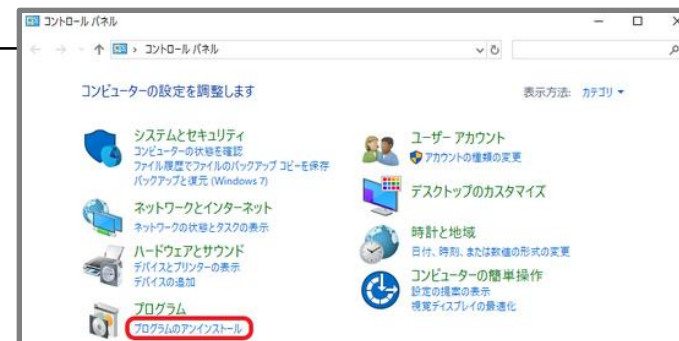 コントロール パネル
コントロール パネル
コンピューターの設定を調整します
表示方法: カテゴリ
システムとセキュリティ
コンピューターの状態を確認
ファイル履歴でファイルのバックアップ コピーを保存
バックアップと復元 (Windows 7)
ネットワークとインターネット
ネットワークの状態とタスクの表示
ハードウェアとサウンド
デバイスとプリンターの表示
デバイスの追加
プログラム
プログラムのアンインストール
ユーザー アカウント
アカウントの種類の変更
デスクトップのカスタマイズ
時計と地域
日付、時刻、または数値の形式の変更
コンピューターの簡単操作
設定の提案の表示
視覚ディスプレイの最適化